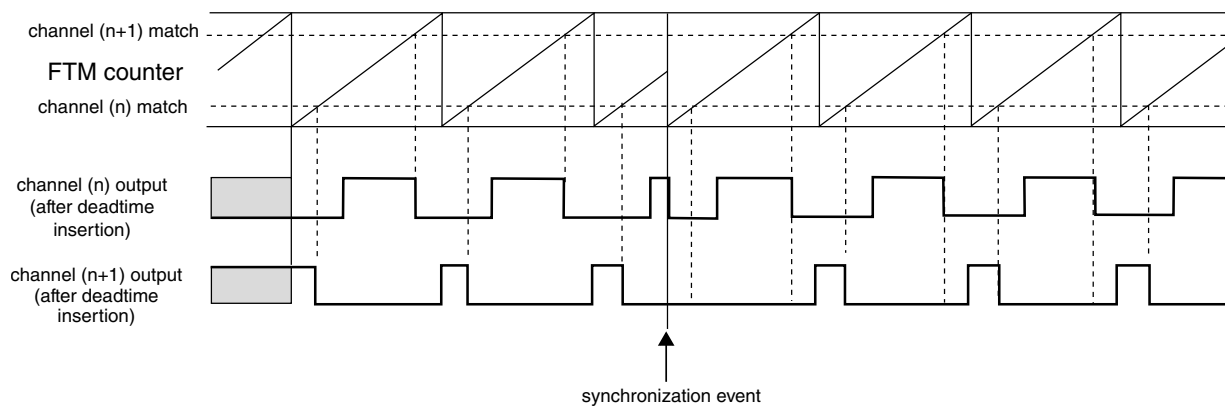 channel (n+1) match
FTM counter
channel (n) match
channel (n) output
(after deadtime
insertion)
channel (n+1) output
(after deadtime
insertion)
synchronization event